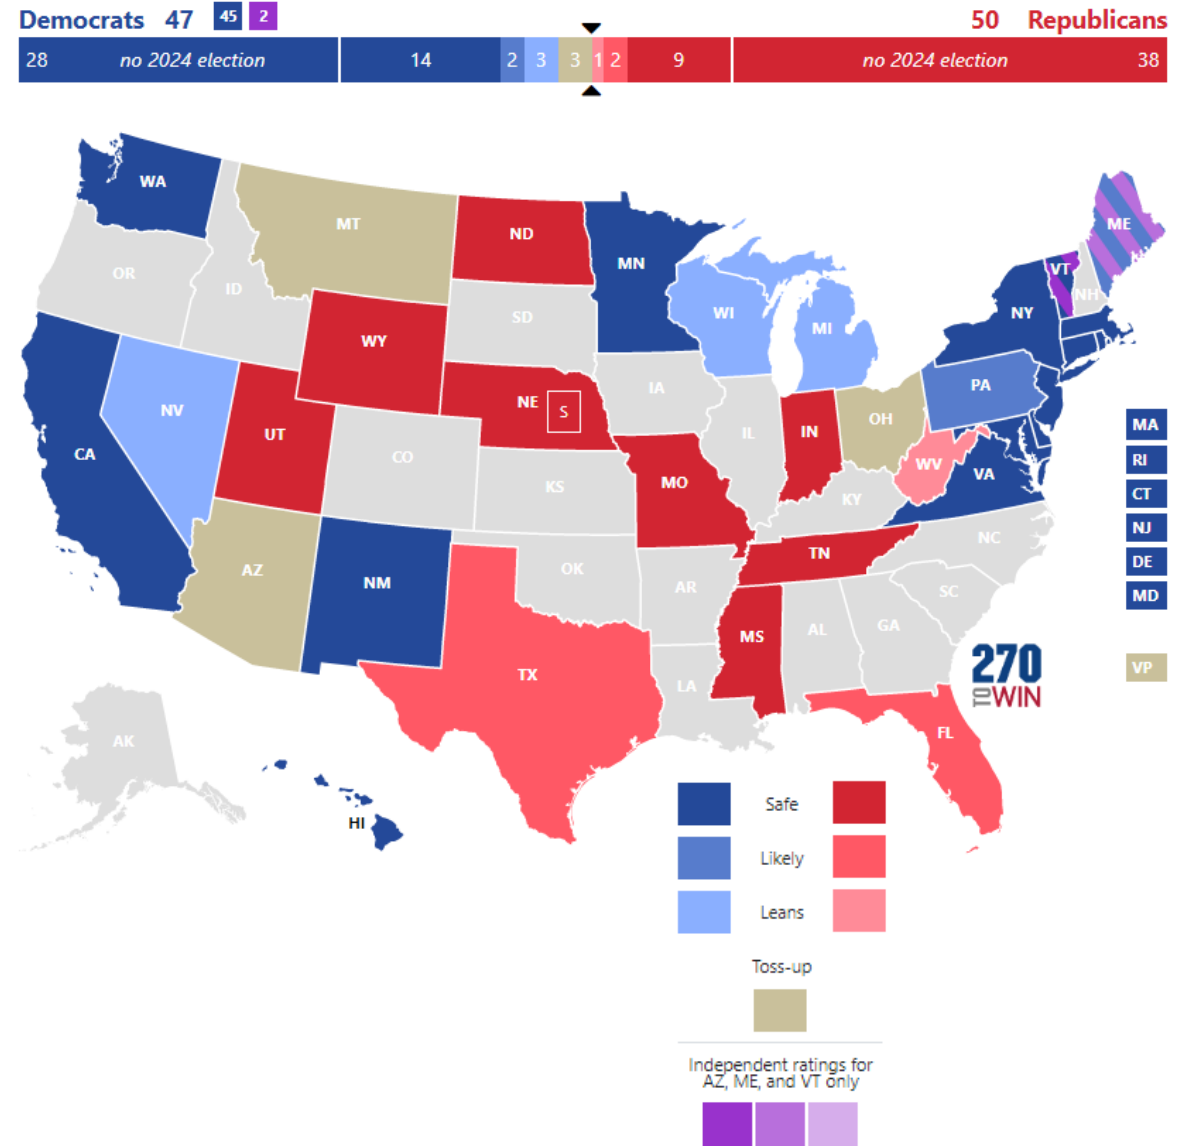 Democrats 47 45 2 50 Republicans
28 no 2024 election 14 2 3 3 1 2 9 no 2024 election 38
WA
ME
MT
VT
ND
MN
OR
NH
ID
NY
SD
WI
MI
WY
PA
IA
NE S
NV
OH
MA
UT
IN
IL
CA
CO
WV
RI
VA
KS
MO
CT
KY
NJ
NC
TN
AZ
OK
DE
NM
AR
SC
MD
GA
MS
AL
270
TO WIN
VP
TX
LA
FL
AK
HI
Safe
Likely
Leans
Toss-up
Independent ratings for
AZ, ME, and VT only